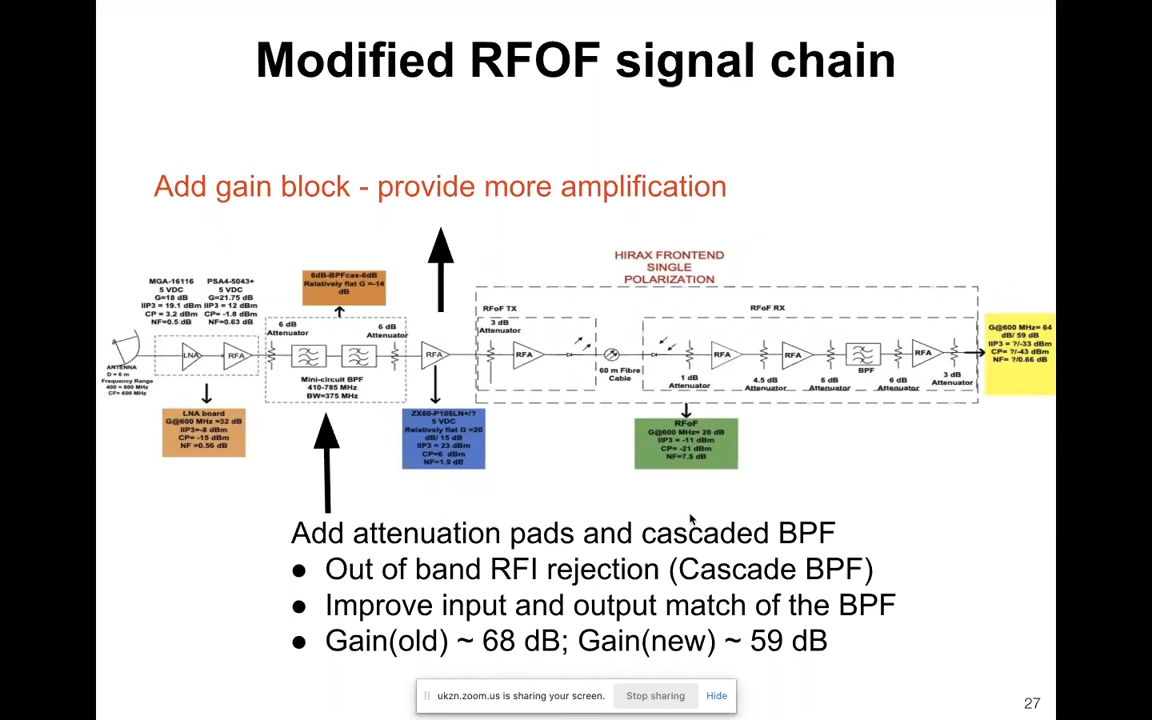 Modified RFOF signal chain
Add gain block - provide more amplification
HIRAX FRONTEND
SINGLE
POLARIZATION
MGA-16116
5 VDC
G=18 dB
IIP3 = 19.1 dBm
CP = 3.2 dBm
NF=0.5 dB
PSA4-5043+
5 VDC
G=21.75 dB
IIP3 = 12 dBm
CP= -1.8 dBm
NF=0.63 dB
6dB-BPFcas-6dB
Relatively flat G =-14
dB
6 dB
Attenuator
6 dB
Attenuator
RFoF TX
3 dB
Attenuator
RFoF RX
G@600 MHz= 64
dB/ 59 dB
IIP3 = ?/-33 dBm
CP= ?/-43 dBm
NF= ?/0.66 dB
LNA
RFA
RFA
RFA
RFA
RFA
BPF
RFA
ANTENNA
D = 6 m
Frequency Range
400 - 800 MHz
CF= 600 MHz
Mini-circuit BPF
410-785 MHz
BW=375 MHz
60 m Fibre
Cable
1 dB
Attenuator
4.5 dB
Attenuator
6 dB
Attenuator
6 dB
Attenuator
3 dB
Attenuator
LNA board
G@600 MHz =32 dB
IIP3=-8 dBm
CP= -15 dBm
NF =0.56 dB
ZX60-P105LN+/?
5 VDC
Relatively flat G =20
dB/ 15 dB
IIP3 = 23 dBm
CP=6 dBm
NF=1.9 dB
RFoF
G@600 MHz= 26 dB
IIP3 = -11 dBm
CP = -21 dBm
NF=7.5 dB
Add attenuation pads and cascaded BPF
● Out of band RFI rejection (Cascade BPF)
● Improve input and output match of the BPF
● Gain(old) ~ 68 dB; Gain(new) ~ 59 dB
ukzn.zoom.us is sharing your screen.
Stop sharing
Hide
27